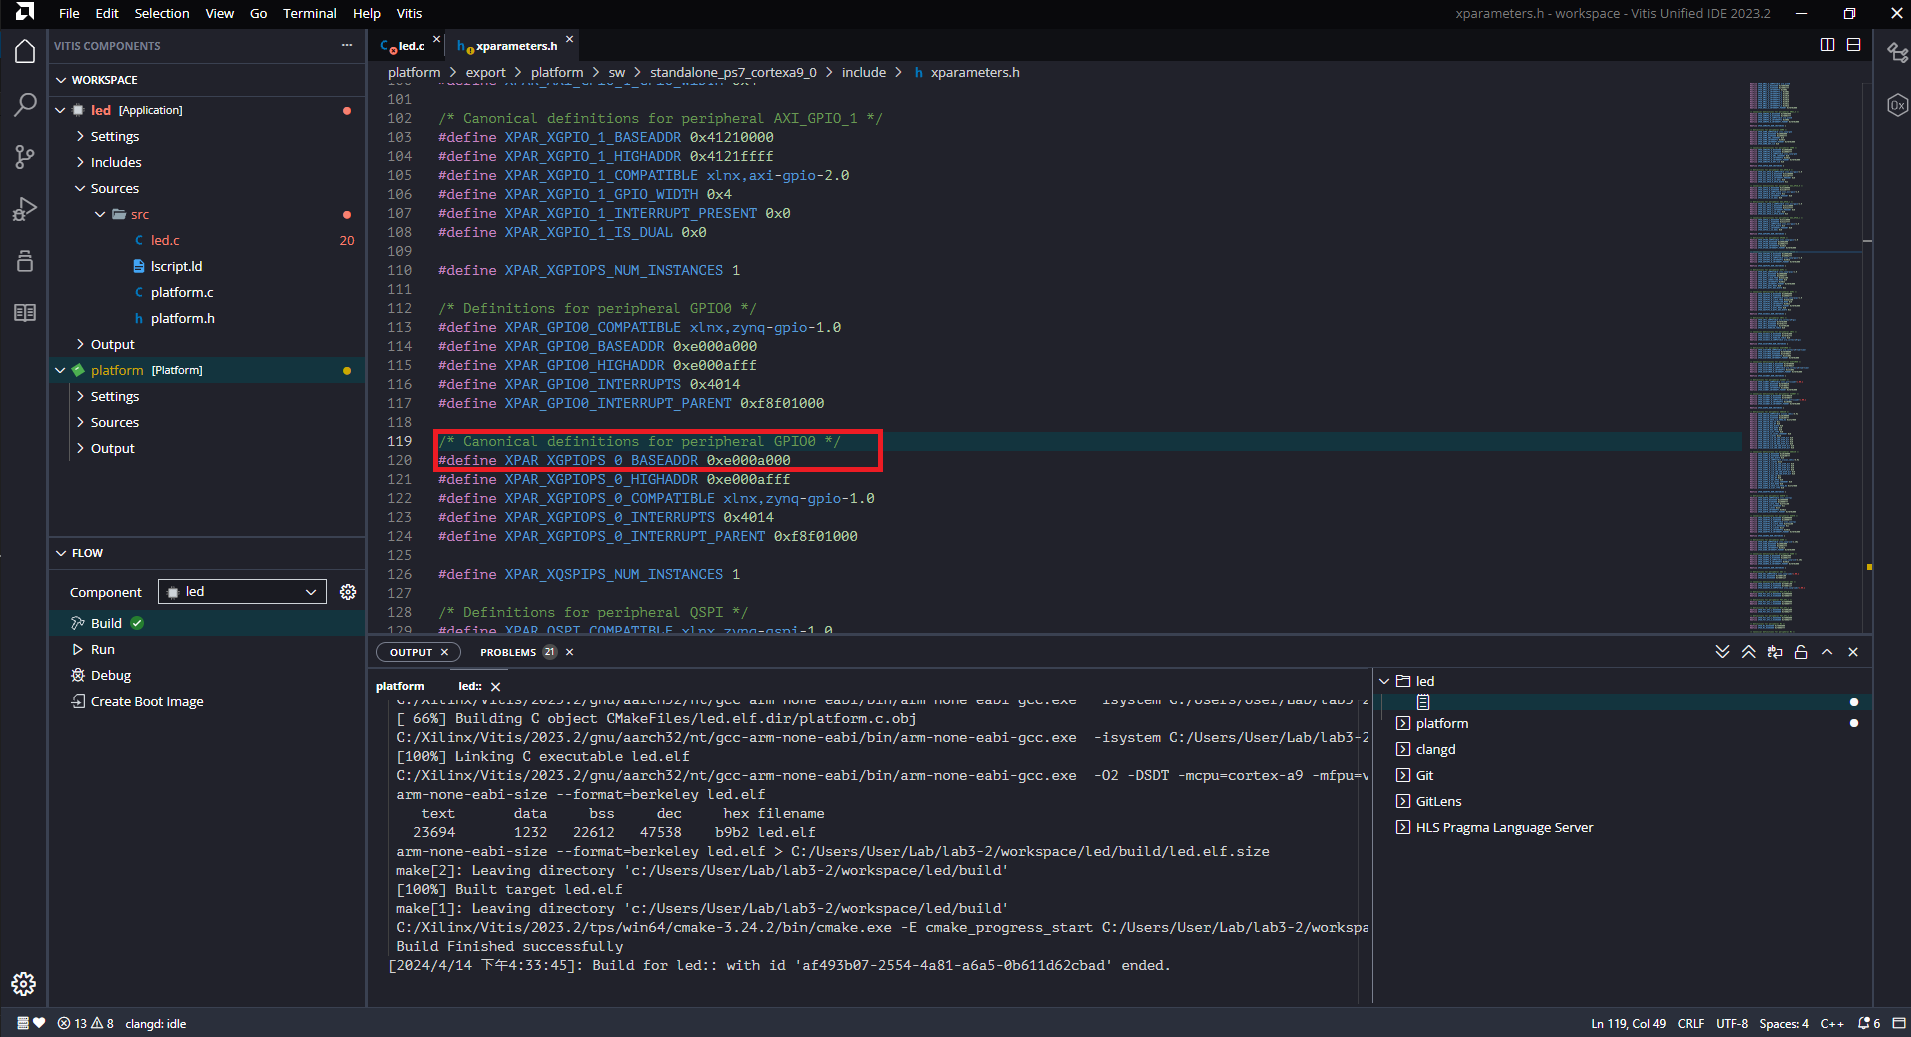 File Edit Selection View Go Terminal Help Vitis
xparameters.h - workspace - Vitis Unified IDE 2023.2
VITIS COMPONENTS
WORKSPACE
led [Application]
Settings
Includes
Sources
src
led.c 20
lscript.ld
platform.c
platform.h
Output
platform [Platform]
Settings
Sources
Output
FLOW
Component led
Build
Run
Debug
Create Boot Image
led.c xparameters.h
platform > export > platform > sw > standalone_ps7_cortexa9_0 > include > h xparameters.h
101
102 /* Canonical definitions for peripheral AXI_GPIO_1 */
103 #define XPAR_XGPIO_1_BASEADDR 0x41210000
104 #define XPAR_XGPIO_1_HIGHADDR 0x4121ffff
105 #define XPAR_XGPIO_1_COMPATIBLE xlnx,axi-gpio-2.0
106 #define XPAR_XGPIO_1_GPIO_WIDTH 0x4
107 #define XPAR_XGPIO_1_INTERRUPT_PRESENT 0x0
108 #define XPAR_XGPIO_1_IS_DUAL 0x0
109
110 #define XPAR_XGPIOPS_NUM_INSTANCES 1
111
112 /* Definitions for peripheral GPIO0 */
113 #define XPAR_GPIO0_COMPATIBLE xlnx,zynq-gpio-1.0
114 #define XPAR_GPIO0_BASEADDR 0xe000a000
115 #define XPAR_GPIO0_HIGHADDR 0xe000afff
116 #define XPAR_GPIO0_INTERRUPTS 0x4014
117 #define XPAR_GPIO0_INTERRUPT_PARENT 0xf8f01000
118
119 /* Canonical definitions for peripheral GPIO0 */
120 #define XPAR_XGPIOPS_0_BASEADDR 0xe000a000
121 #define XPAR_XGPIOPS_0_HIGHADDR 0xe000afff
122 #define XPAR_XGPIOPS_0_COMPATIBLE xlnx,zynq-gpio-1.0
123 #define XPAR_XGPIOPS_0_INTERRUPTS 0x4014
124 #define XPAR_XGPIOPS_0_INTERRUPT_PARENT 0xf8f01000
125
126 #define XPAR_XQSPIPS_NUM_INSTANCES 1
127
128 /* Definitions for peripheral QSPI */
129 #define XPAR_QSPI_COMPATIBLE xlnx,zynq-qspi-1.0
OUTPUT PROBLEMS 21
platform led::
[ 66%] Building C object CMakeFiles/led.elf.dir/platform.c.obj
C:/Xilinx/Vitis/2023.2/gnu/aarch32/nt/gcc-arm-none-eabi/bin/arm-none-eabi-gcc.exe -isystem C:/Users/User/Lab/lab3-2
[100%] Linking C executable led.elf
C:/Xilinx/Vitis/2023.2/gnu/aarch32/nt/gcc-arm-none-eabi/bin/arm-none-eabi-gcc.exe -O2 -DSDT -mcpu=cortex-a9 -mfpu=v
arm-none-eabi-size --format=berkeley led.elf
text data bss dec hex filename
23694 1232 22612 47538 b9b2 led.elf
arm-none-eabi-size --format=berkeley led.elf > C:/Users/User/Lab/lab3-2/workspace/led/build/led.elf.size
make[2]: Leaving directory 'c:/Users/User/Lab/lab3-2/workspace/led/build'
[100%] Built target led.elf
make[1]: Leaving directory 'c:/Users/User/Lab/lab3-2/workspace/led/build'
C:/Xilinx/Vitis/2023.2/tps/win64/cmake-3.24.2/bin/cmake.exe -E cmake_progress_start C:/Users/User/Lab/lab3-2/workspa
Build Finished successfully
[2024/4/14 下午4:33:45]: Build for led:: with id 'af493b07-2554-4a81-a6a5-0b611d62cbad' ended.
led
platform
clangd
Git
GitLens
HLS Pragma Language Server
13 8 clangd: idle
Ln 119, Col 49 CRLF UTF-8 Spaces: 4 C++ 6